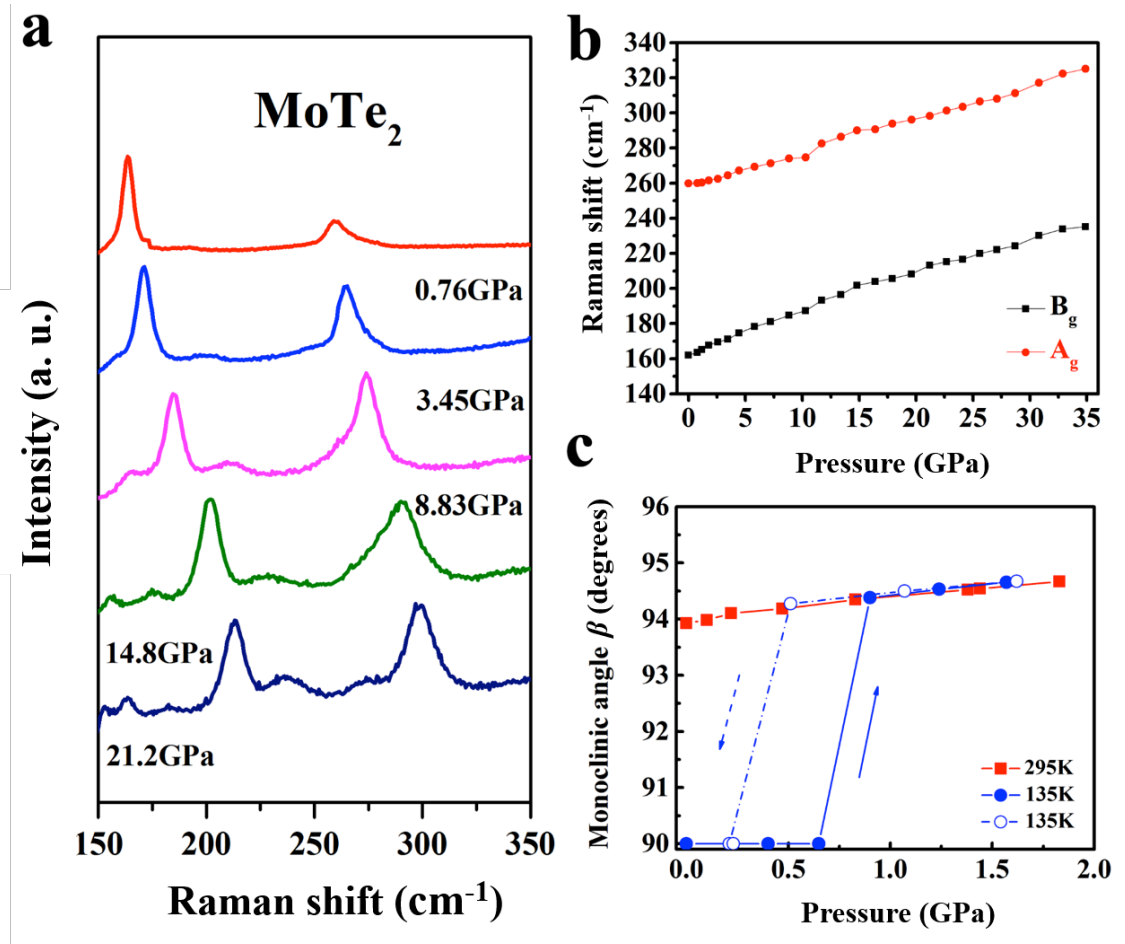 a
MoTe2
0.76GPa
3.45GPa
8.83GPa
14.8GPa
21.2GPa
150 200 250 300 350
Raman shift (cm-1)
Intensity (a. u.)
b
340
320
300
280
260
240
220
200
180
160
140
Raman shift (cm-1)
Bg
Ag
0 5 10 15 20 25 30 35
Pressure (GPa)
c
96
95
94
93
92
91
90
Monoclinic angle β (degrees)
295K
135K
135K
0.0 0.5 1.0 1.5 2.0
Pressure (GPa)